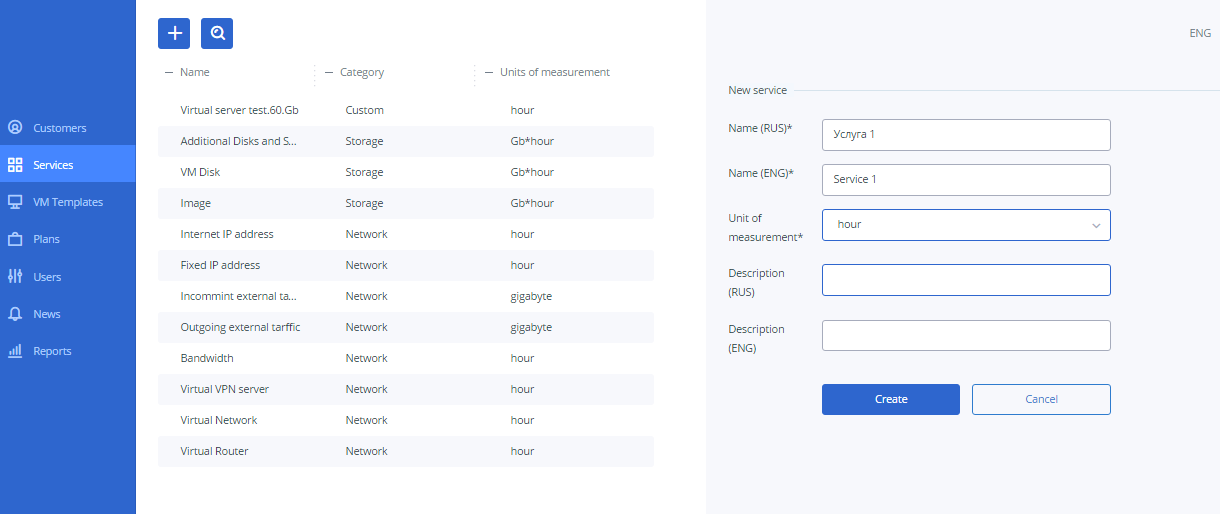 ENG
Customers
Services
VM Templates
Plans
Users
News
Reports
Name Category Units of measurement
Virtual server test.60.Gb Custom hour
Additional Disks and S... Storage Gb*hour
VM Disk Storage Gb*hour
Image Storage Gb*hour
Internet IP address Network hour
Fixed IP address Network hour
Incommint external ta... Network gigabyte
Outgoing external tarffic Network gigabyte
Bandwidth Network hour
Virtual VPN server Network hour
Virtual Network Network hour
Virtual Router Network hour
New service
Name (RUS)* Услуга 1
Name (ENG)* Service 1
Unit of
measurement*
hour
Description
(RUS)
Description
(ENG)
Create Cancel